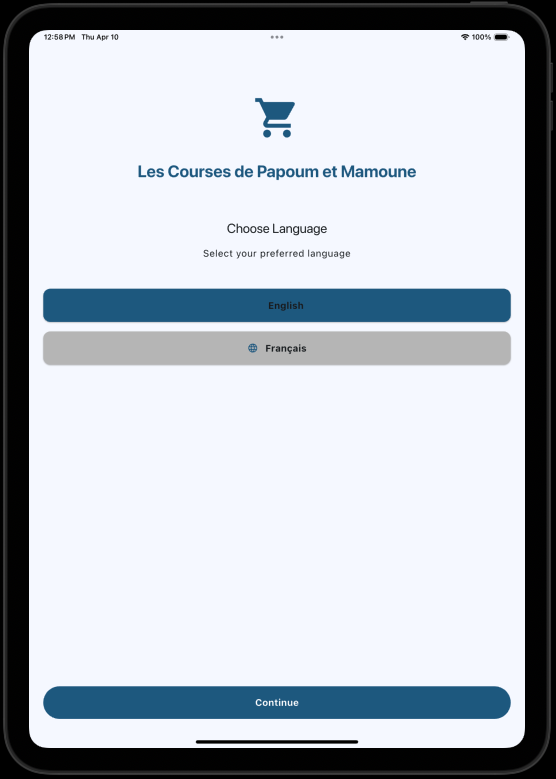 12:58 PM Thu Apr 10 100%
Les Courses de Papoum et Mamoune
Choose Language
Select your preferred language
English
Français
Continue